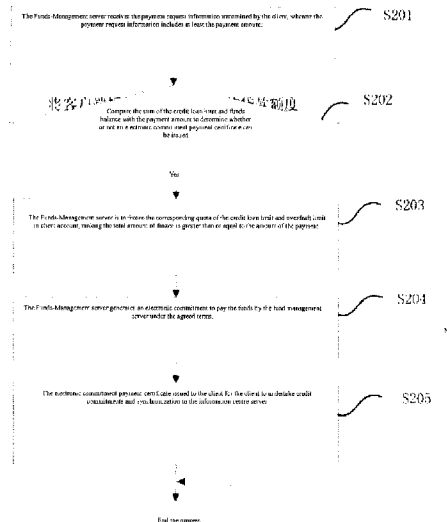 The Funds-Management server receives the payment request information transmitted by the client, wherein the
payment request information includes at least the payment amount.
S201
将客户
额度
Compare the sum of the credit loan limit and funds
balance with the payment amount to determine whether
or not an electronic commitment payment certificate can
be issued.
S202
Yes
The Funds-Management server is to freeze the corresponding quota of the credit loan limit and overdraft limit
in client account, making the total amount of frozen is greater than or equal to the amount of the payment
S203
The Funds-Management server generates an electronic commitment to pay the funds by the fund management
server under the agreed terms.
S204
N
The electronic commitment payment certificate issued to the client for the client to undertake credit
commitments and synchronization to the information centre server
S205
End the process